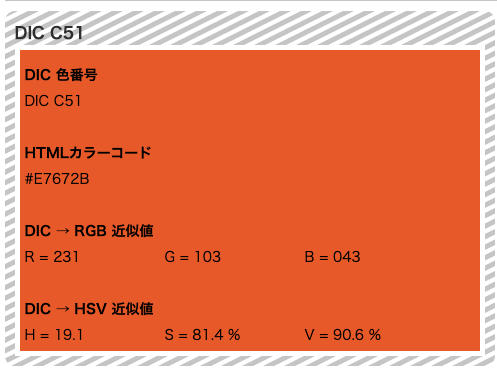 DIC C51
DIC 色番号
DIC C51
HTMLカラーコード
#E7672B
DIC → RGB 近似値
R = 231 G = 103 B = 043
DIC → HSV 近似値
H = 19.1 S = 81.4 % V = 90.6 %